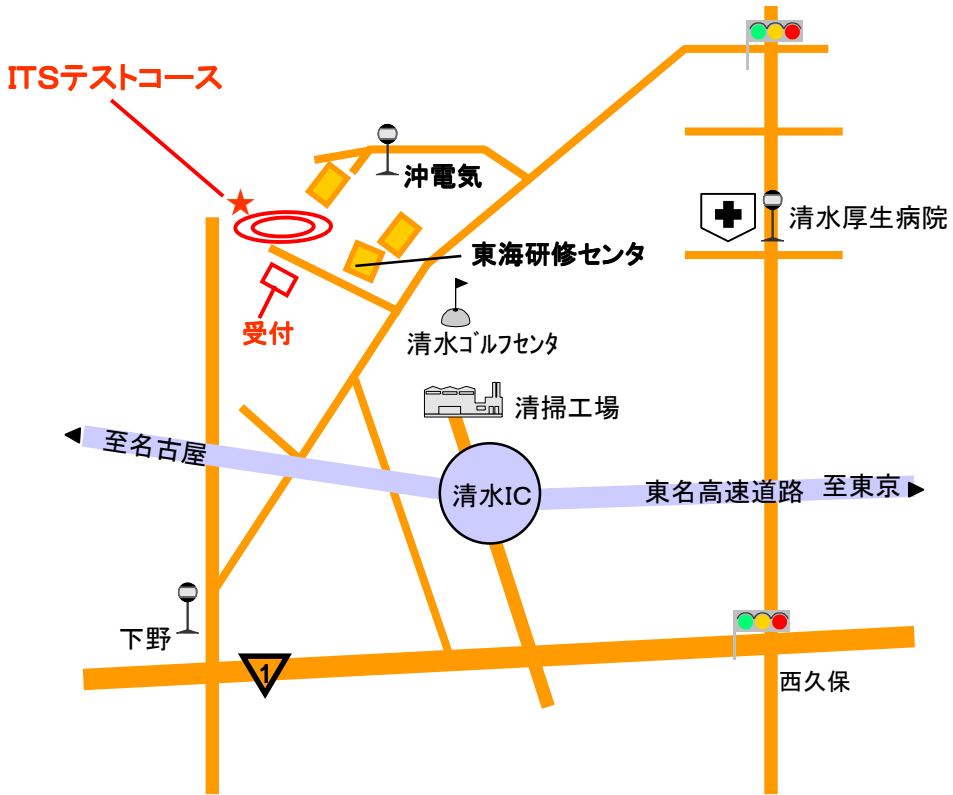 ITSテストコース
沖電気
清水厚生病院
東海研修センタ
受付
清水ｺﾞﾙﾌｾﾝﾀ
清掃工場
至名古屋
清水IC
東名高速道路
至東京
下野
1
西久保